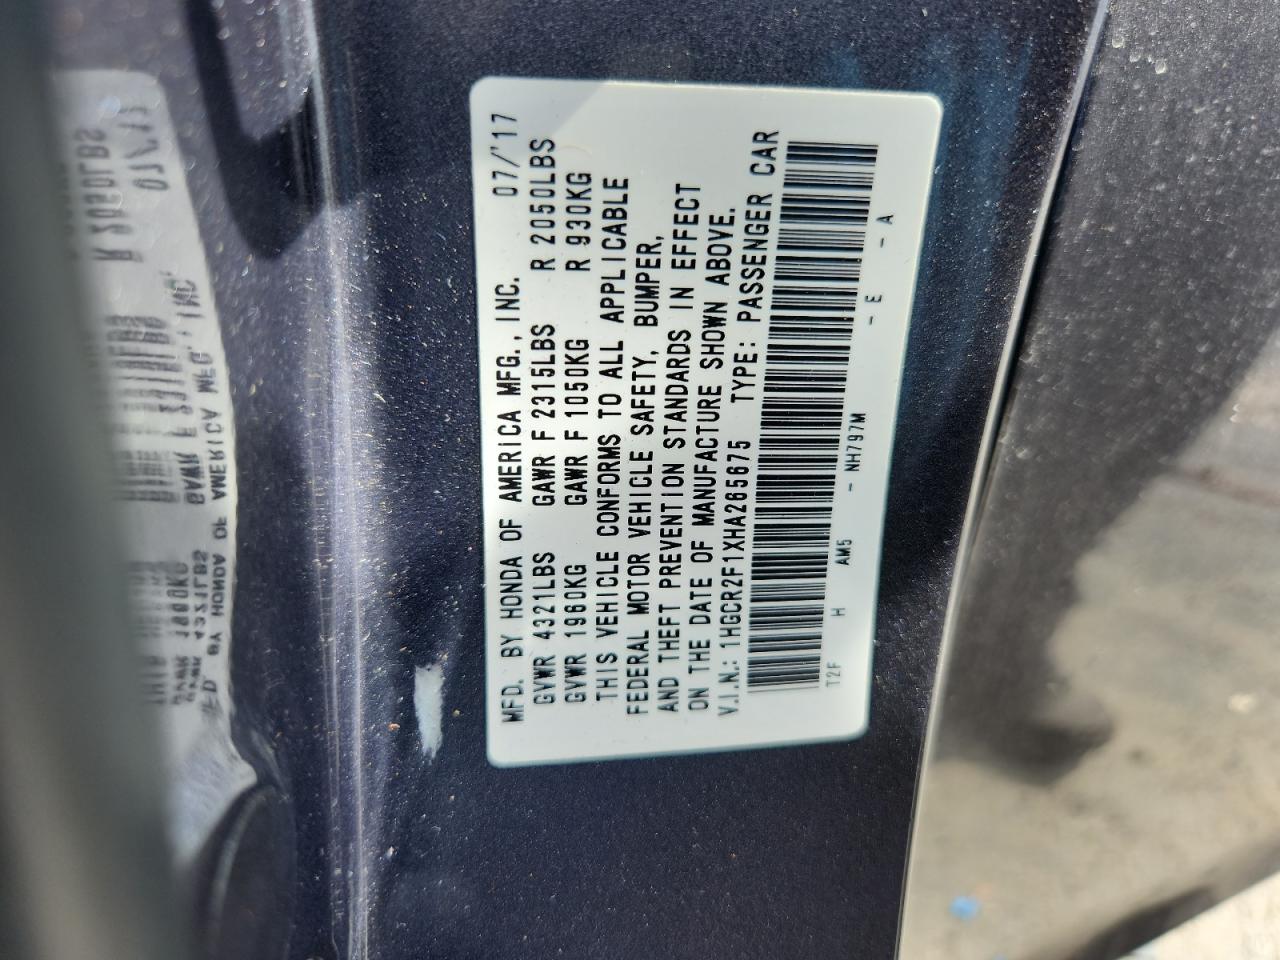 MFD. BY HONDA OF AMERICA MFG., INC. 07/'17
GVWR 4321LBS GAWR F 2315LBS R 2050LBS
GVWR 1960KG GAWR F 1050KG R 930KG
THIS VEHICLE CONFORMS TO ALL APPLICABLE
FEDERAL MOTOR VEHICLE SAFETY, BUMPER,
AND THEFT PREVENTION STANDARDS IN EFFECT
ON THE DATE OF MANUFACTURE SHOWN ABOVE.
V.I.N.: 1HGCR2F1XHA265675 TYPE: PASSENGER CAR
T2F H AM5 - NH797M - E - A